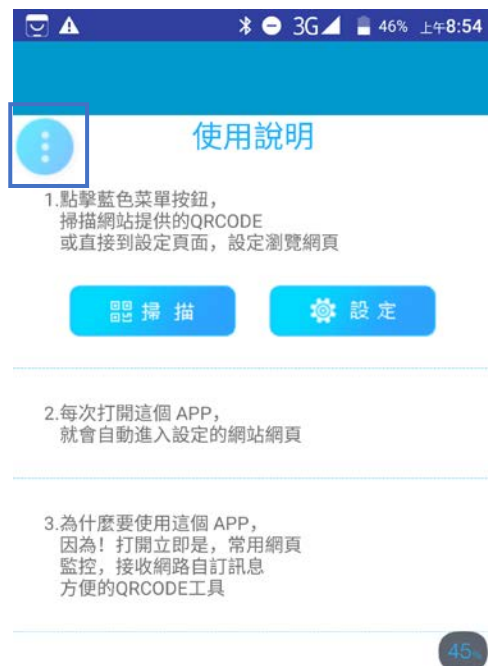 3G 46% 上午8:54
使用說明
1.點擊藍色菜單按鈕，
掃描網站提供的QRCODE
或直接到設定頁面，設定瀏覽網頁
掃 描 設 定
2.每次打開這個 APP，
就會自動進入設定的網站網頁
3.為什麼要使用這個 APP，
因為！打開立即是，常用網頁
監控，接收網路自訂訊息
方便的QRCODE工具
45%